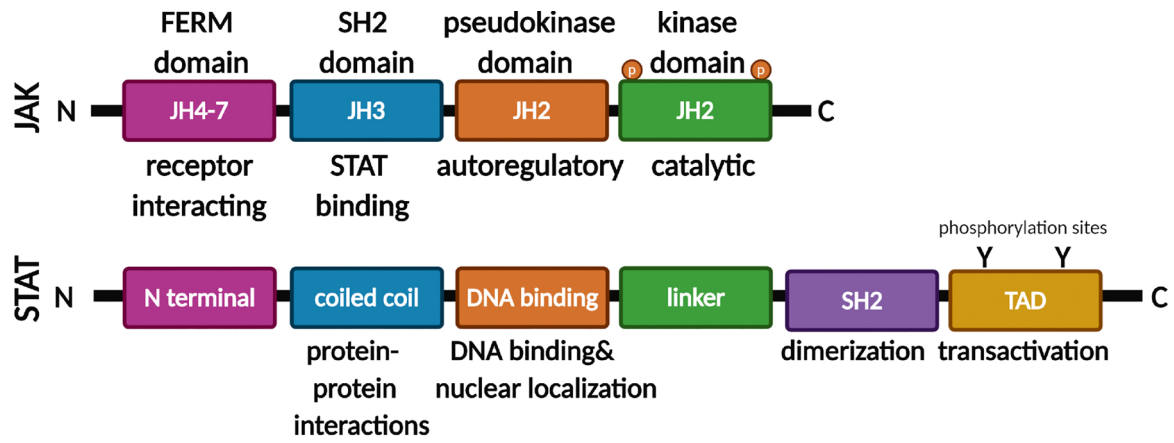 FERM
domain
SH2
domain
pseudokinase
domain
kinase
domain
P
P
JAK
N
JH4-7
JH3
JH2
JH2
C
receptor
interacting
STAT
binding
autoregulatory
catalytic
phosphorylation sites
Y
Y
STAT
N
N terminal
coiled coil
DNA binding
linker
SH2
TAD
C
protein-
protein
interactions
DNA binding&
nuclear localization
dimerization
transactivation